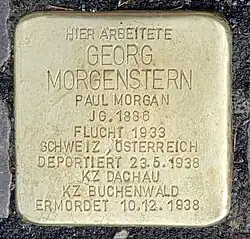 HIER ARBEITETE
GEORG
MORGENSTERN
PAUL MORGAN
JG. 1886
FLUCHT 1933
SCHWEIZ, ÖSTERREICH
DEPORTIERT 23.5.1938
KZ DACHAU
KZ BUCHENWALD
ERMORDET 10.12.1938